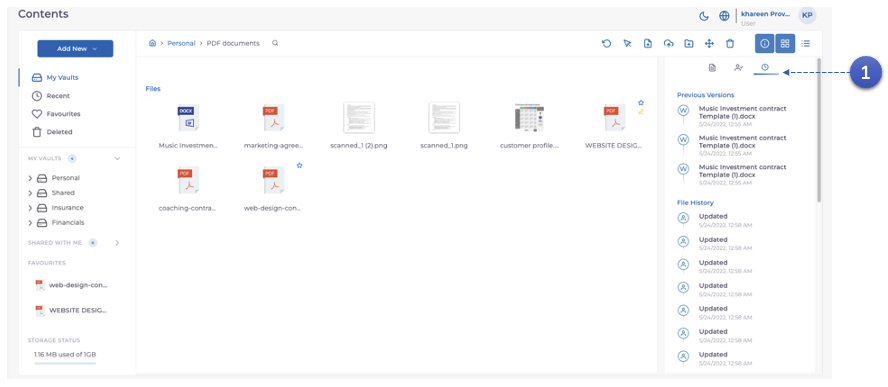 Contents
khareen Prov...
User
KP
Add New
Personal > PDF documents
My Vaults
Recent
Favourites
Deleted
MY VAULTS 4
Personal
Shared
Insurance
Financials
SHARED WITH ME
FAVOURITES
web-design-con...
WEBSITE DESIG...
STORAGE STATUS
1.16 MB used of 1GB
Files
DOCX
W
Music Investmen...
PDF
marketing-agree...
scanned_1 (2).png
scanned_1.png
customer profile....
PDF
WEBSITE DESIG...
PDF
coaching-contra...
PDF
web-design-con...
1
Previous Versions
W
Music Investment contract
Template (1).docx
5/24/2022, 12:55 AM
W
Music Investment contract
Template (1).docx
5/24/2022, 12:55 AM
W
Music Investment contract
Template (1).docx
5/24/2022, 12:55 AM
File History
Updated
5/24/2022, 12:58 AM
Updated
5/24/2022, 12:58 AM
Updated
5/24/2022, 12:58 AM
Updated
5/24/2022, 12:58 AM
Updated
5/24/2022, 12:58 AM
Updated
5/24/2022, 12:58 AM
Updated
5/24/2022, 12:58 AM